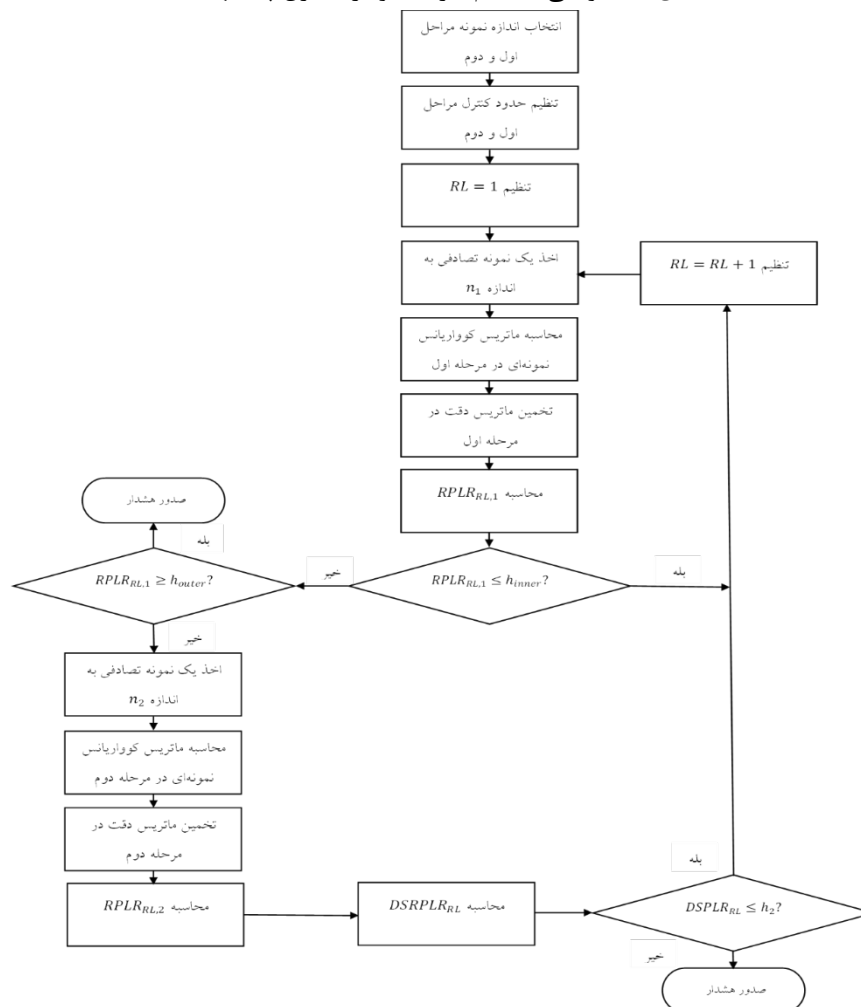 انتخاب اندازه نمونه مراحل
اول و دوم
تنظیم حدود کنترل مراحل
اول و دوم
تنظیم RL = 1
اخذ یک نمونه تصادفی به
اندازه n₁
تنظیم RL = RL + 1
محاسبه ماتریس کوواریانس
نمونه‌ای در مرحله اول
تخمین ماتریس دقت در
مرحله اول
محاسبه RPLR_{RL,1}
صدور هشدار
بله
RPLR_{RL,1} ≤ h_{inner}?
خیر
بله
RPLR_{RL,1} ≥ h_{outer}?
خیر
اخذ یک نمونه تصادفی به
اندازه n₂
محاسبه ماتریس کوواریانس
نمونه‌ای در مرحله دوم
تخمین ماتریس دقت در
مرحله دوم
محاسبه RPLR_{RL,2}
محاسبه DSRPLR_{RL}
بله
DSPLR_{RL} ≤ h₂?
خیر
صدور هشدار